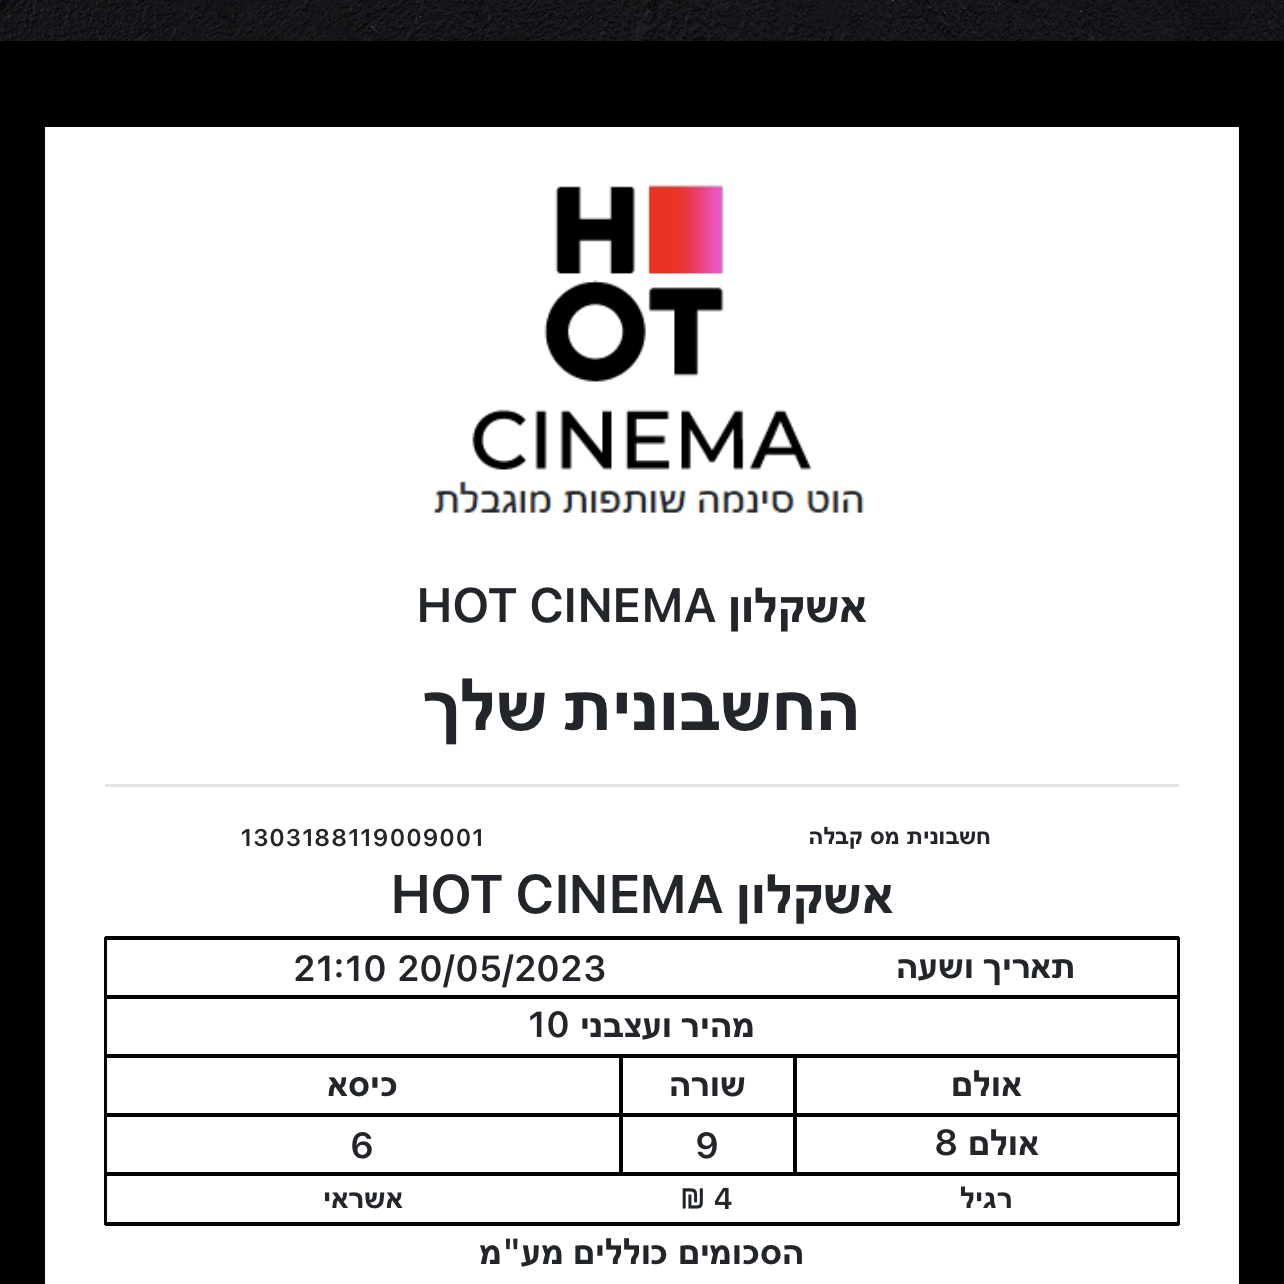 H
OT
CINEMA
הוט סינמה שותפות מוגבלת
אשקלון HOT CINEMA
החשבונית שלך
חשבונית מס קבלה 1303188119009001
אשקלון HOT CINEMA
תאריך ושעה 21:10 20/05/2023
מהיר ועצבני 10
אולם שורה כיסא
אולם 8 9 6
רגיל 4 ₪ אשראי
הסכומים כוללים מע"מ